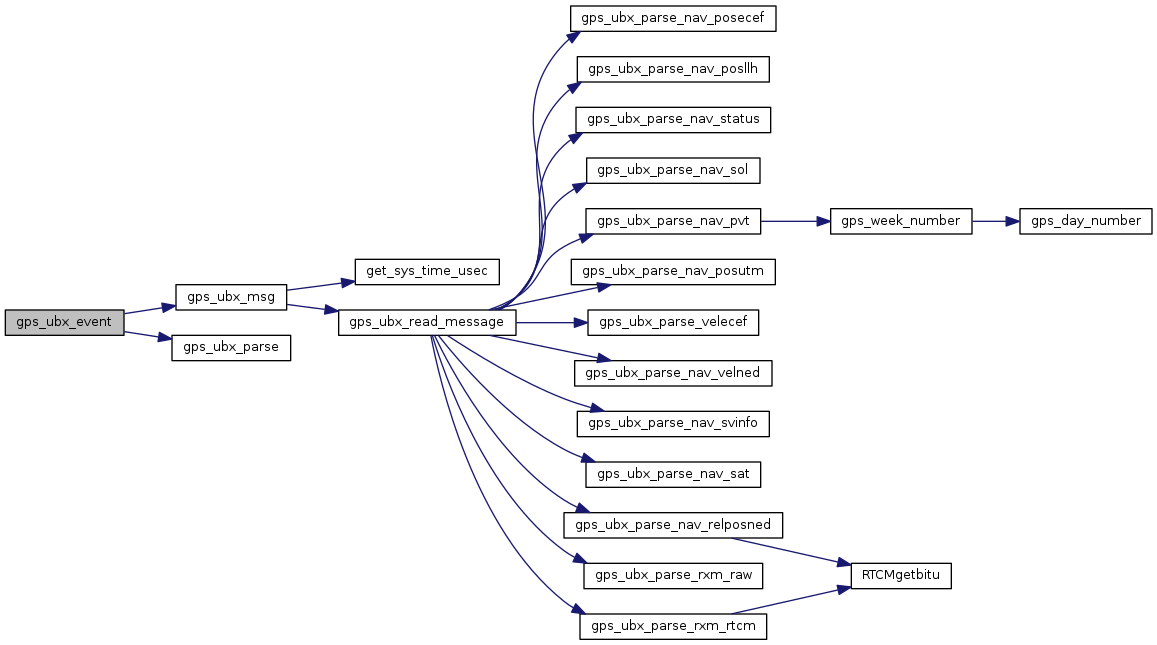 gps_ubx_parse_nav_posecef
gps_ubx_parse_nav_posllh
gps_ubx_parse_nav_status
gps_ubx_parse_nav_sol
gps_ubx_parse_nav_pvt
gps_week_number
gps_day_number
get_sys_time_usec
gps_ubx_parse_nav_posutm
gps_ubx_msg
gps_ubx_event
gps_ubx_read_message
gps_ubx_parse_velecef
gps_ubx_parse
gps_ubx_parse_nav_velned
gps_ubx_parse_nav_svinfo
gps_ubx_parse_nav_sat
gps_ubx_parse_nav_relposned
gps_ubx_parse_rxm_raw
RTCMgetbitu
gps_ubx_parse_rxm_rtcm